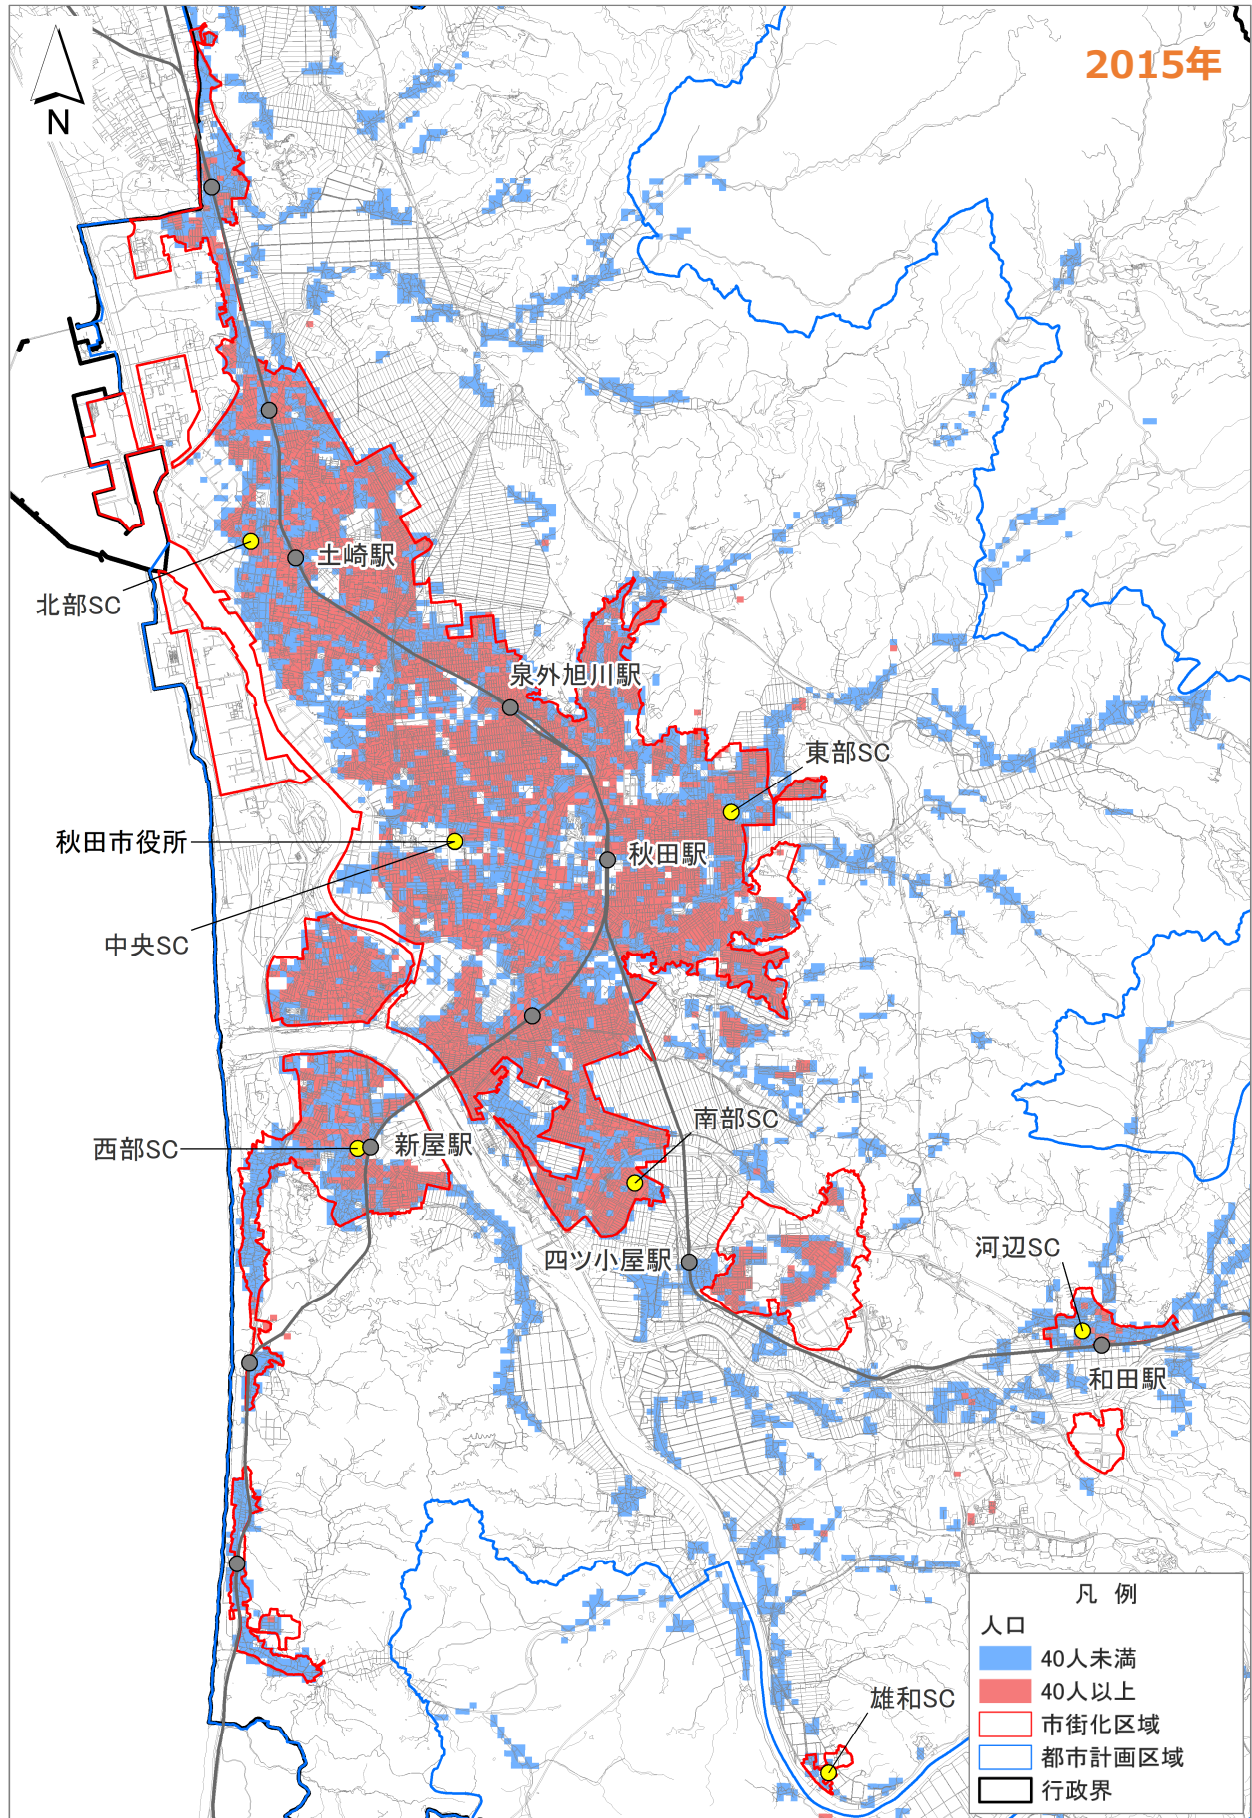 2015年
N
土崎駅
北部SC
泉外旭川駅
東部SC
秋田市役所
秋田駅
中央SC
南部SC
西部SC
新屋駅
四ツ小屋駅
河辺SC
和田駅
雄和SC
凡 例
人口
40人未満
40人以上
市街化区域
都市計画区域
行政界